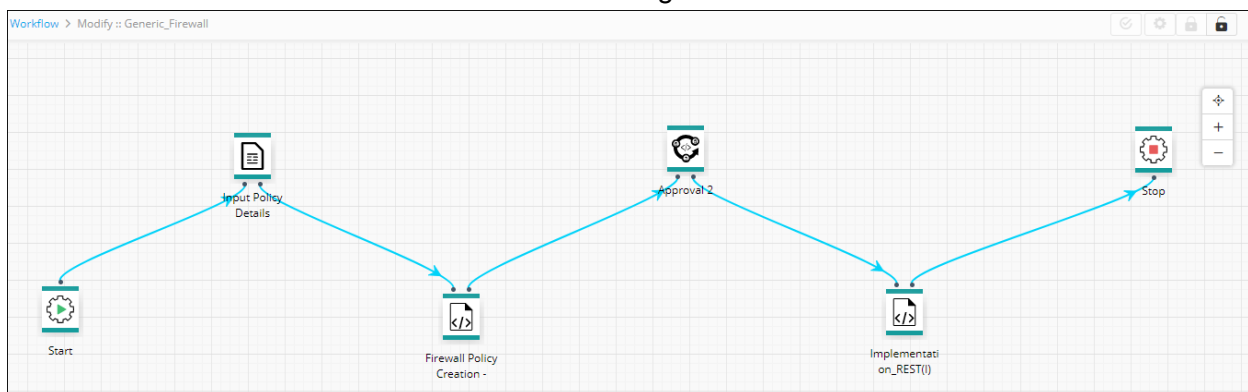 Workflow > Modify :: Generic_Firewall
Input Policy
Details
Approval 2
Stop
Start
Firewall Policy
Creation -
Implementati
on_REST(I)